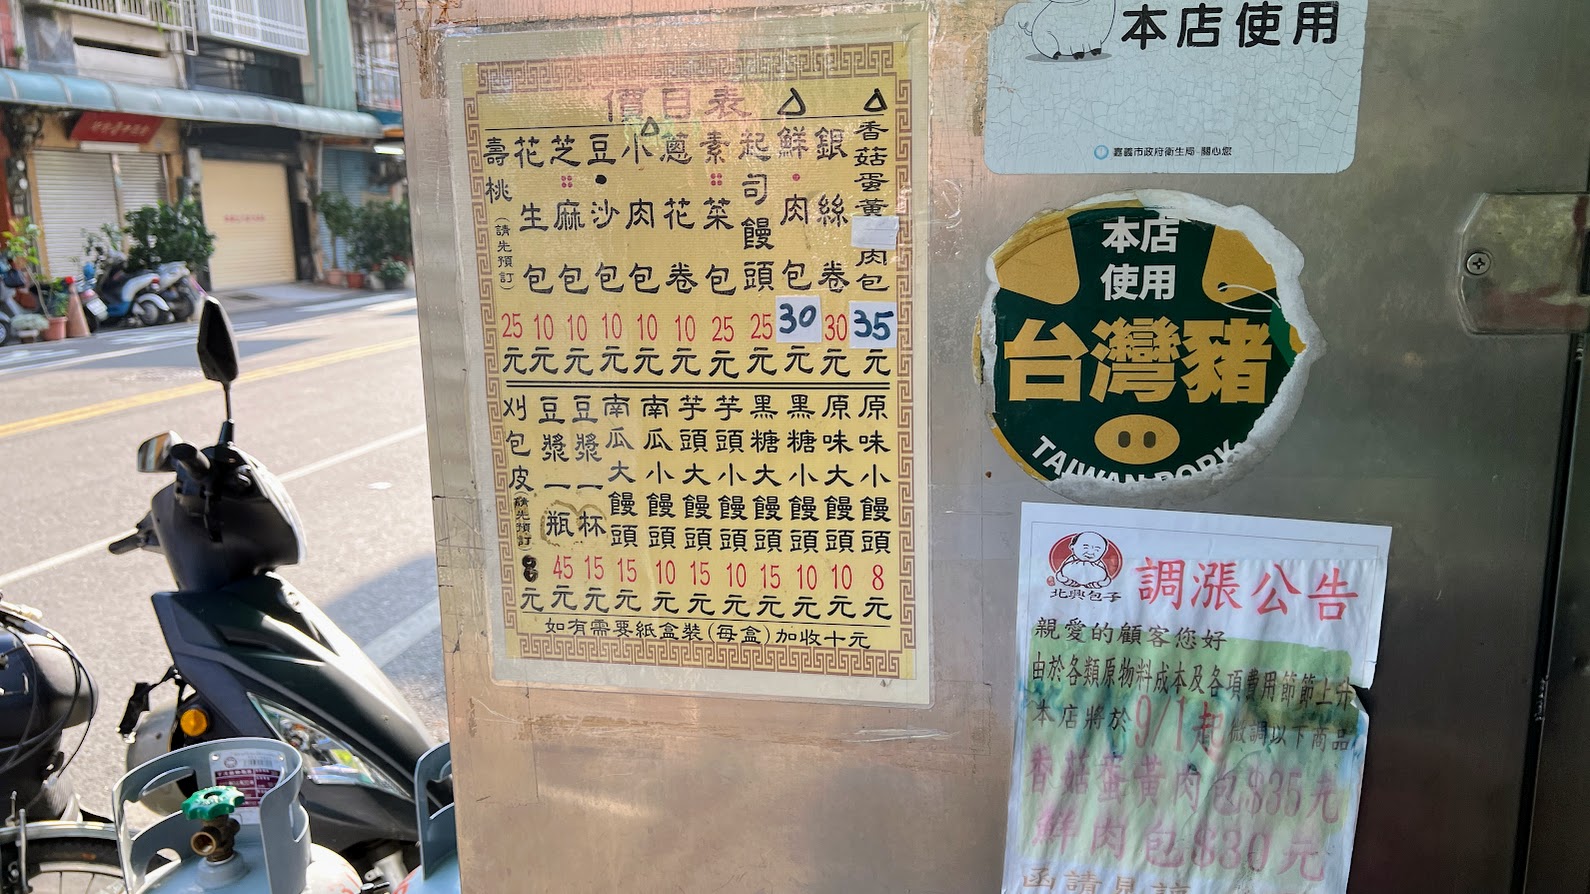 價目表
香菇蛋黃肉包35元
銀絲卷30元
鮮肉包30元
起司饅頭25元
素菜包25元
蔥花卷10元
小肉包10元
豆沙包10元
芝麻包10元
花生包10元
壽桃(請先預訂)25元
原味小饅頭8元
原味大饅頭10元
黑糖小饅頭10元
黑糖大饅頭15元
芋頭小饅頭10元
芋頭大饅頭15元
南瓜小饅頭10元
南瓜大饅頭15元
豆漿一杯15元
豆漿一瓶45元
刈包皮(請先預訂)8元
如有需要紙盒裝(每盒)加收十元
本店使用
嘉義市政府衛生局 關心您
本店
使用
台灣豬
TAIWAN PORK
北興包子
調漲公告
親愛的顧客您好
由於各類原物料成本及各項費用節節上升
本店將於9/1起微調以下商品
香菇蛋黃肉包$35元
鮮肉包$30元
函請見諒